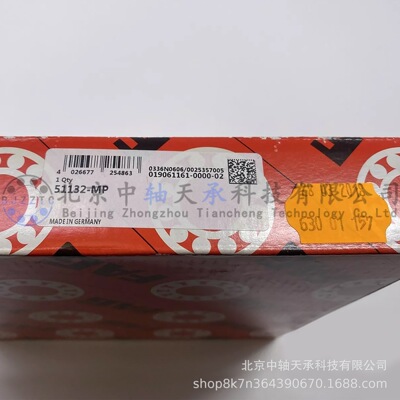 0336N0606/0025357005
019061161-0000-02
4 026677 254863
1 Qty
51132-MP
MADE IN GERMANY
BJZZTC
北京中轴天承科技有限公司
Beijing Zhongzhou Tiancheng Technology Co., Ltd
630 01 157
北京中轴天承科技有限公司
shop8k7n364390670.1688.com